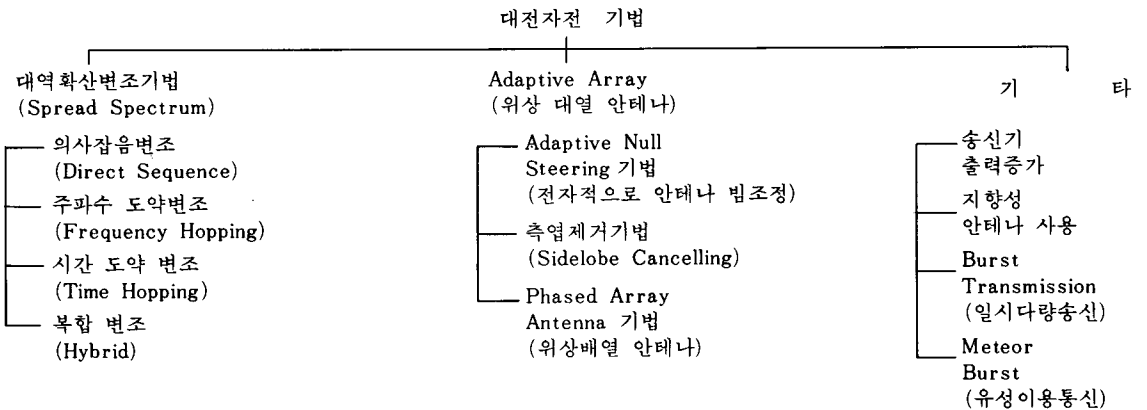 대전자전 기법
대역확산변조기법
(Spread Spectrum)
의사잡음변조
(Direct Sequence)
주파수 도약변조
(Frequency Hopping)
시간 도약 변조
(Time Hopping)
복합 변조
(Hybrid)
Adaptive Array
(위상 대열 안테나)
Adaptive Null
Steering 기법
(전자적으로 안테나 빔조정)
측엽제거기법
(Sidelobe Cancelling)
Phased Array
Antenna 기법
(위상배열 안테나)
기 타
송신기
출력증가
지향성
안테나 사용
Burst
Transmission
(일시다량송신)
Meteor
Burst
(유성이용통신)